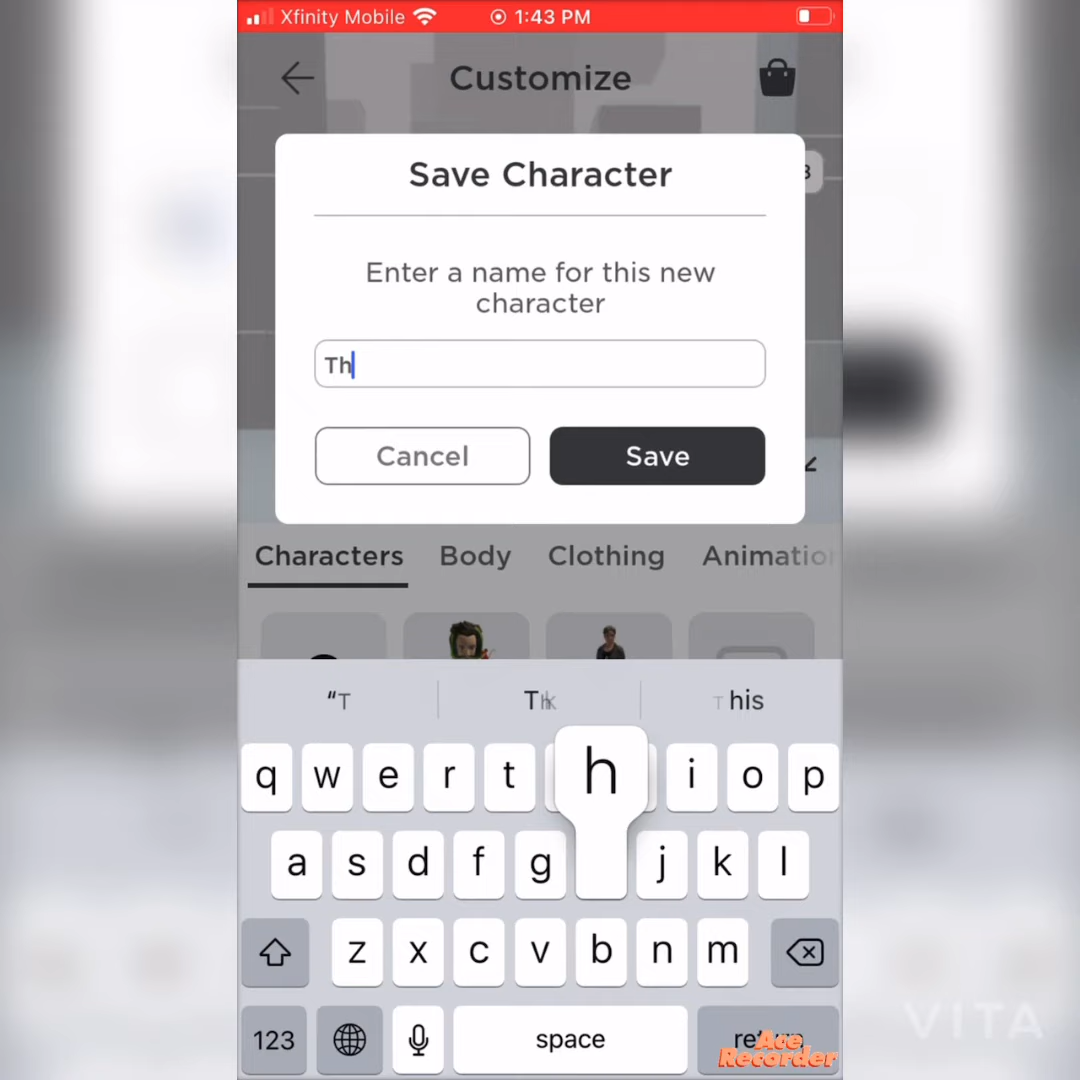 Xfinity Mobile 1:43 PM
Customize
Save Character
Enter a name for this new
character
Th
Cancel Save
Characters Body Clothing
“T his
q w e r t h i o p
a s d f g j k l
z x c v b n m
123 space
Ace
Recorder
VITA